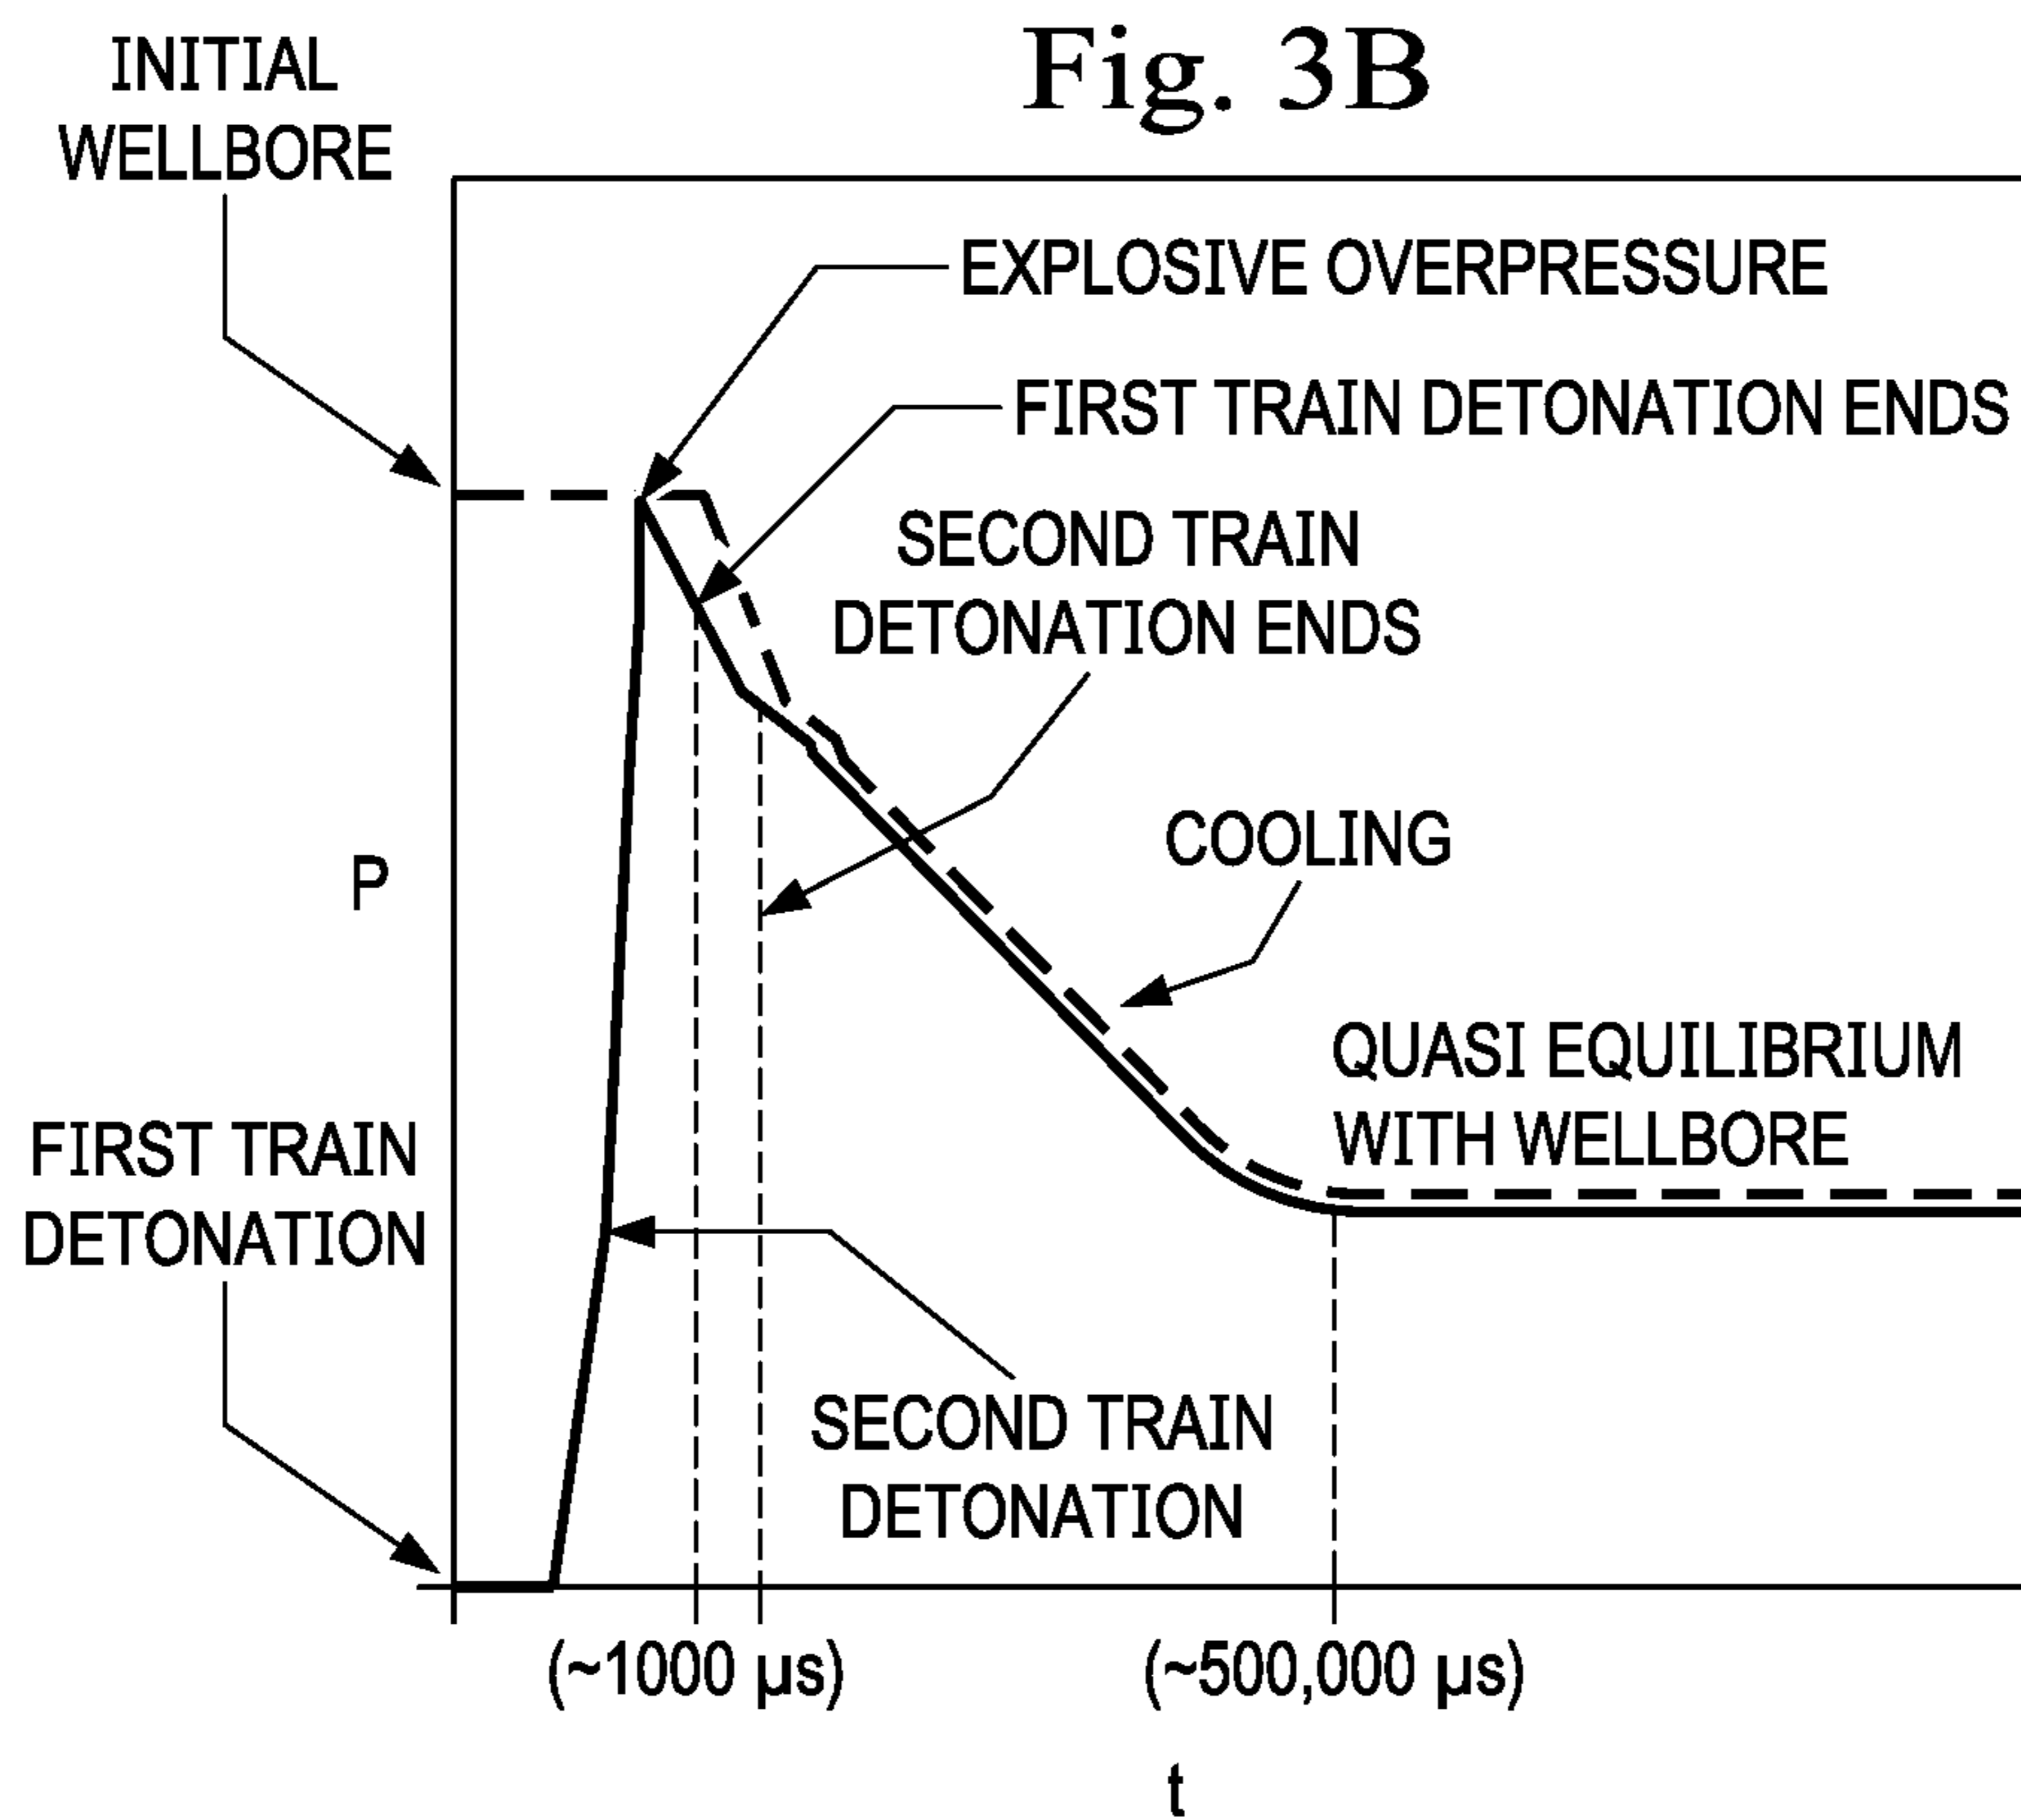 Fig. 3B
INITIAL
WELLBORE
EXPLOSIVE OVERPRESSURE
FIRST TRAIN DETONATION ENDS
SECOND TRAIN
DETONATION ENDS
COOLING
P
QUASI EQUILIBRIUM
WITH WELLBORE
FIRST TRAIN
DETONATION
SECOND TRAIN
DETONATION
(~1000 µs)
(~500,000 µs)
t